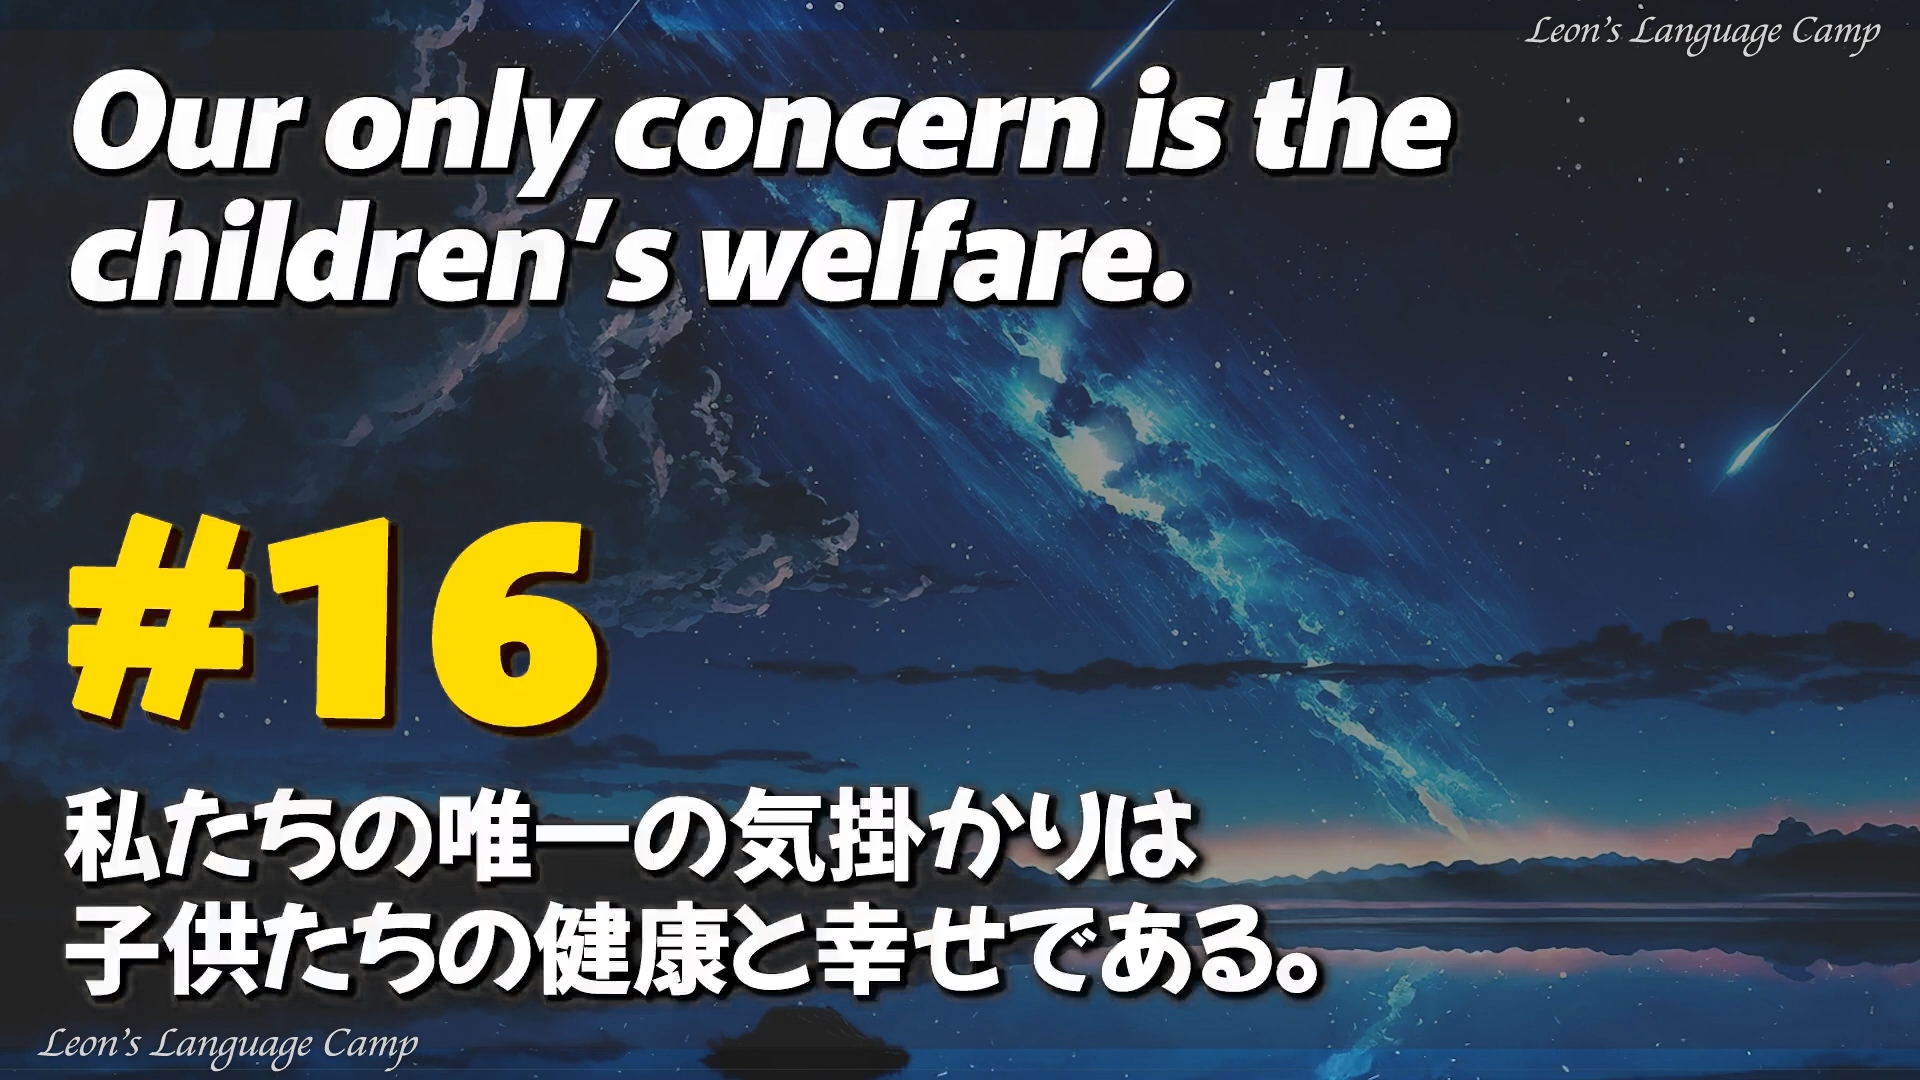 Leon's Language Camp
Our only concern is the
children's welfare.
#16
私たちの唯一の気掛かりは
子供たちの健康と幸せである。
Leon's Language Camp